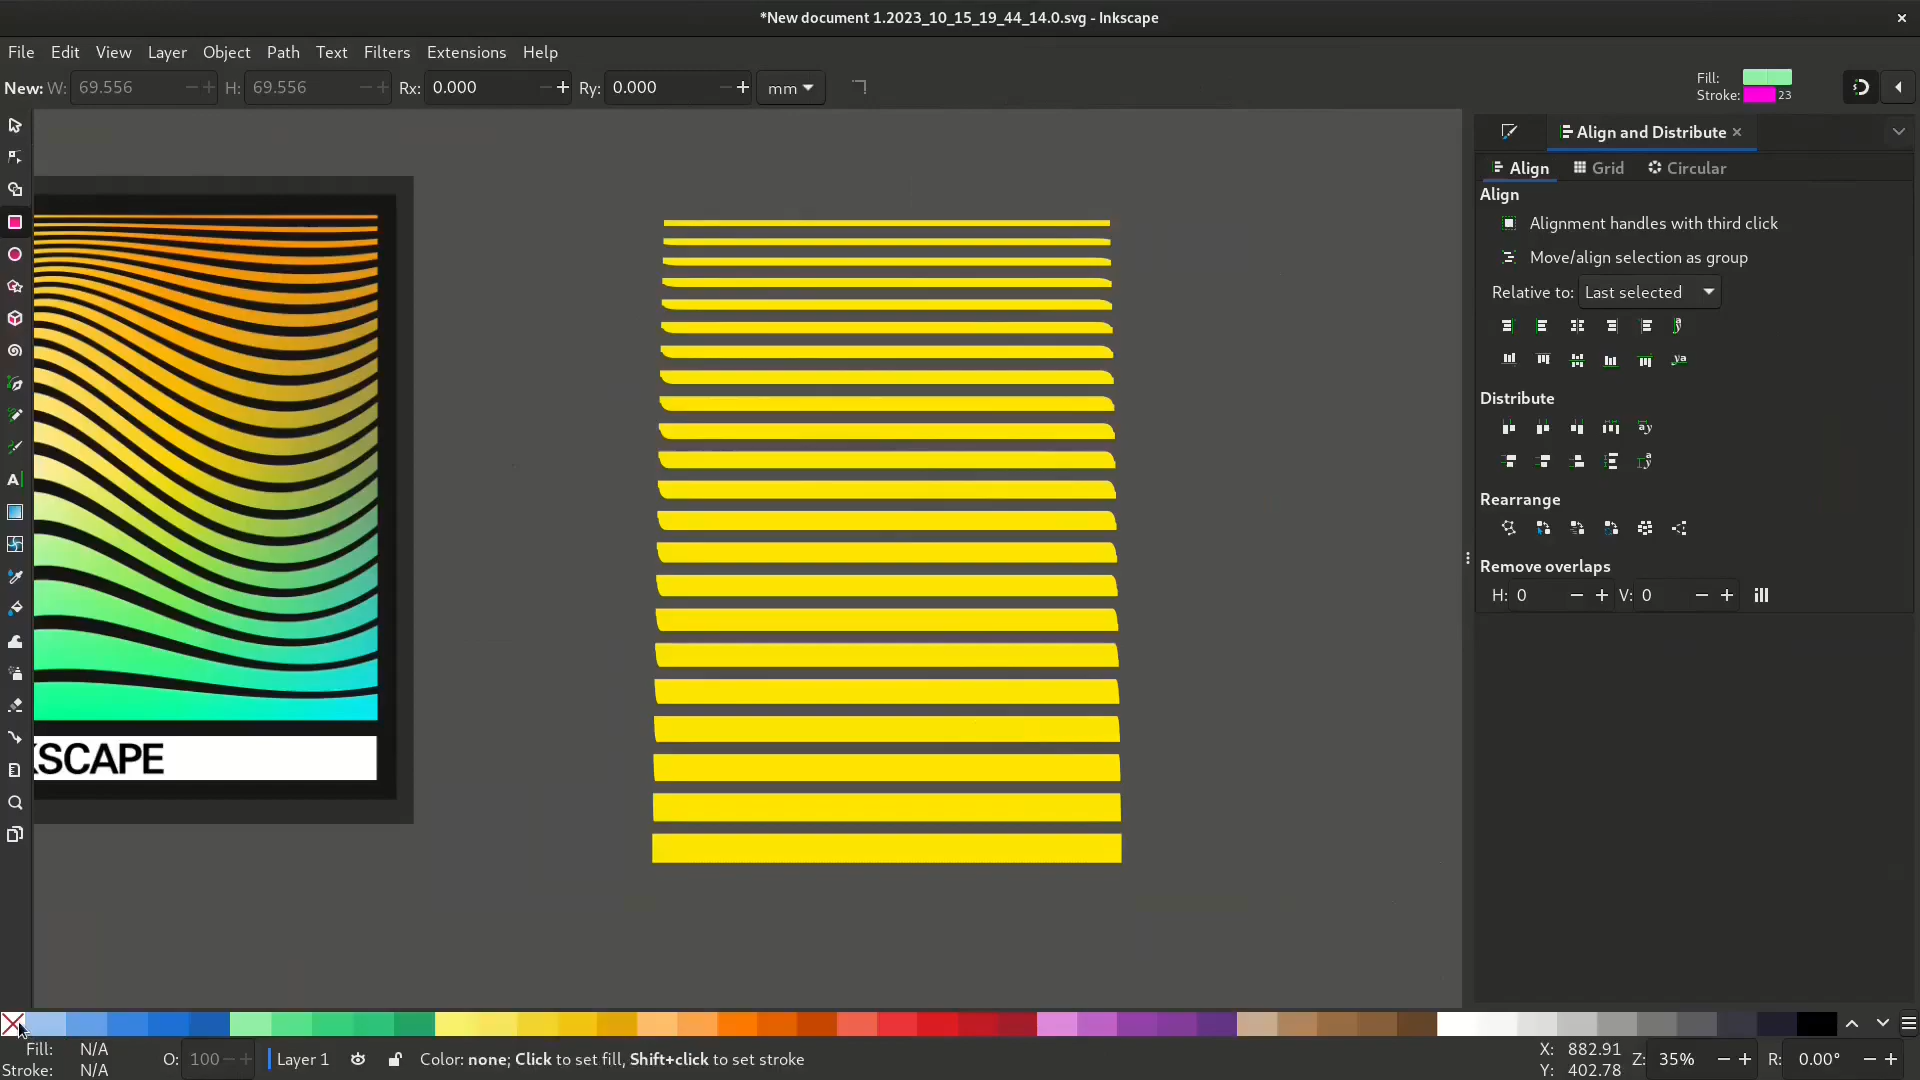 *New document 1.2023_10_15_19_44_14.0.svg - Inkscape
File Edit View Layer Object Path Text Filters Extensions Help
New: W: 69.556 H: 69.556 Rx: 0.000 Ry: 0.000 mm
Fill:
Stroke: 23
Align and Distribute
Align Grid Circular
Align
Alignment handles with third click
Move/align selection as group
Relative to: Last selected
Distribute
Rearrange
Remove overlaps
H: 0 V: 0
KSCAPE
Fill: N/A
Stroke: N/A
O: 100
Layer 1
Color: none; Click to set fill, Shift+click to set stroke
X: 882.91
Y: 402.78
Z: 35%
R: 0.00°